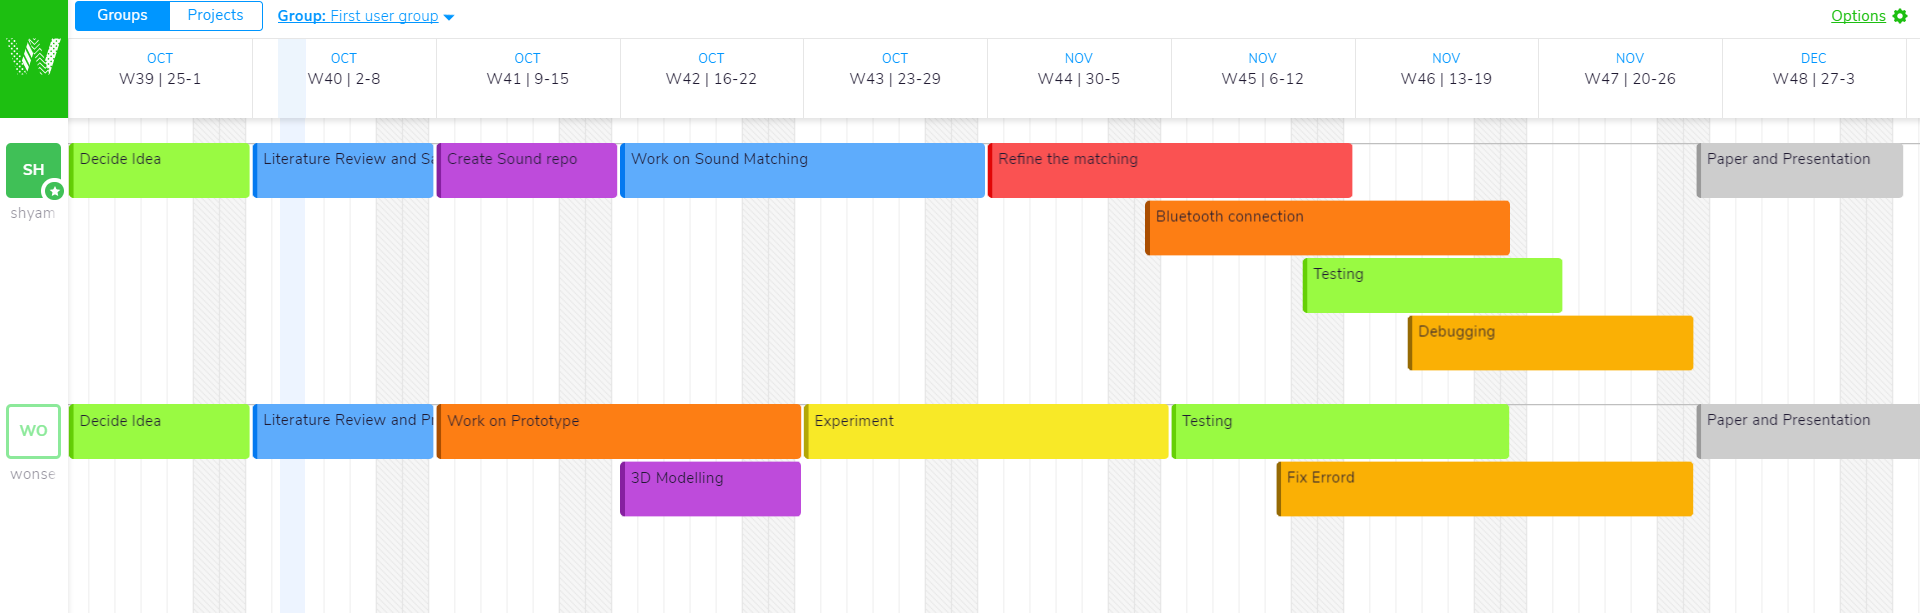 Groups Projects Group: First user group Options
OCT OCT OCT OCT OCT NOV NOV NOV NOV DEC
W39 | 25-1 W40 | 2-8 W41 | 9-15 W42 | 16-22 W43 | 23-29 W44 | 30-5 W45 | 6-12 W46 | 13-19 W47 | 20-26 W48 | 27-3
W
SH Decide Idea Literature Review and Sa Create Sound repo Work on Sound Matching Refine the matching Paper and Presentation
shyam Bluetooth connection
Testing
Debugging
WO Decide Idea Literature Review and Pr Work on Prototype Experiment Testing Paper and Presentation
wonse 3D Modelling Fix Errord